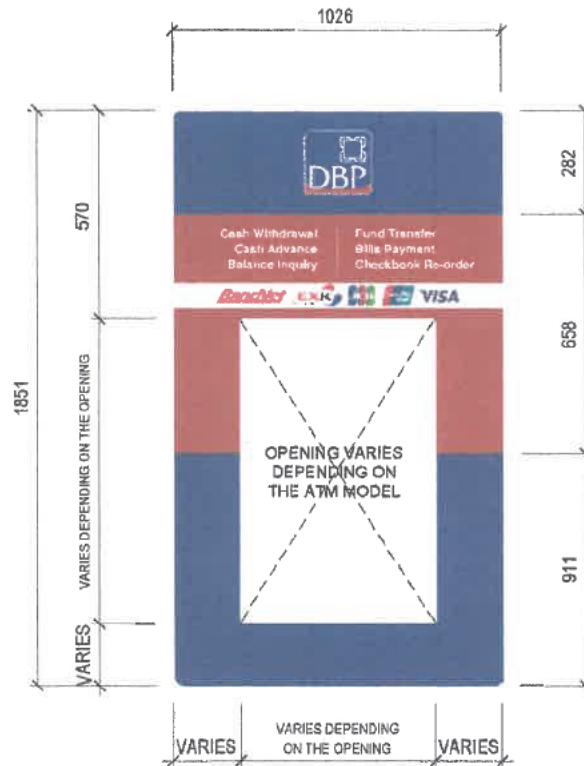 1026
1851
570
VARIES DEPENDING ON THE OPENING
VARIES
282
658
911
DBP
Cash Withdrawal
Cash Advance
Balance Inquiry
Fund Transfer
Bills Payment
Checkbook Re-order
BancNet
JCB
VISA
OPENING VARIES
DEPENDING ON
THE ATM MODEL
VARIES
VARIES DEPENDING
ON THE OPENING
VARIES